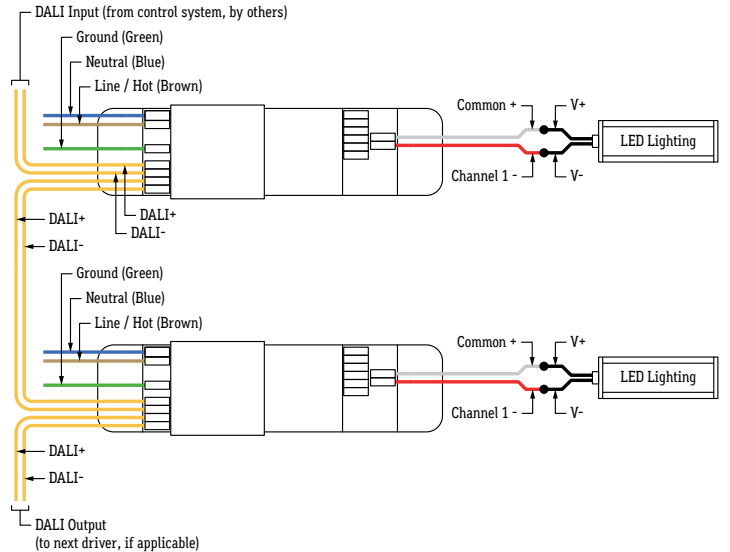 DALI Input (from control system, by others)
Ground (Green)
Neutral (Blue)
Line / Hot (Brown)
Common +
V+
LED Lighting
Channel 1 -
V-
DALI+
DALI+
DALI-
DALI-
Ground (Green)
Neutral (Blue)
Line / Hot (Brown)
Common +
V+
LED Lighting
Channel 1 -
V-
DALI+
DALI-
DALI Output
(to next driver, if applicable)